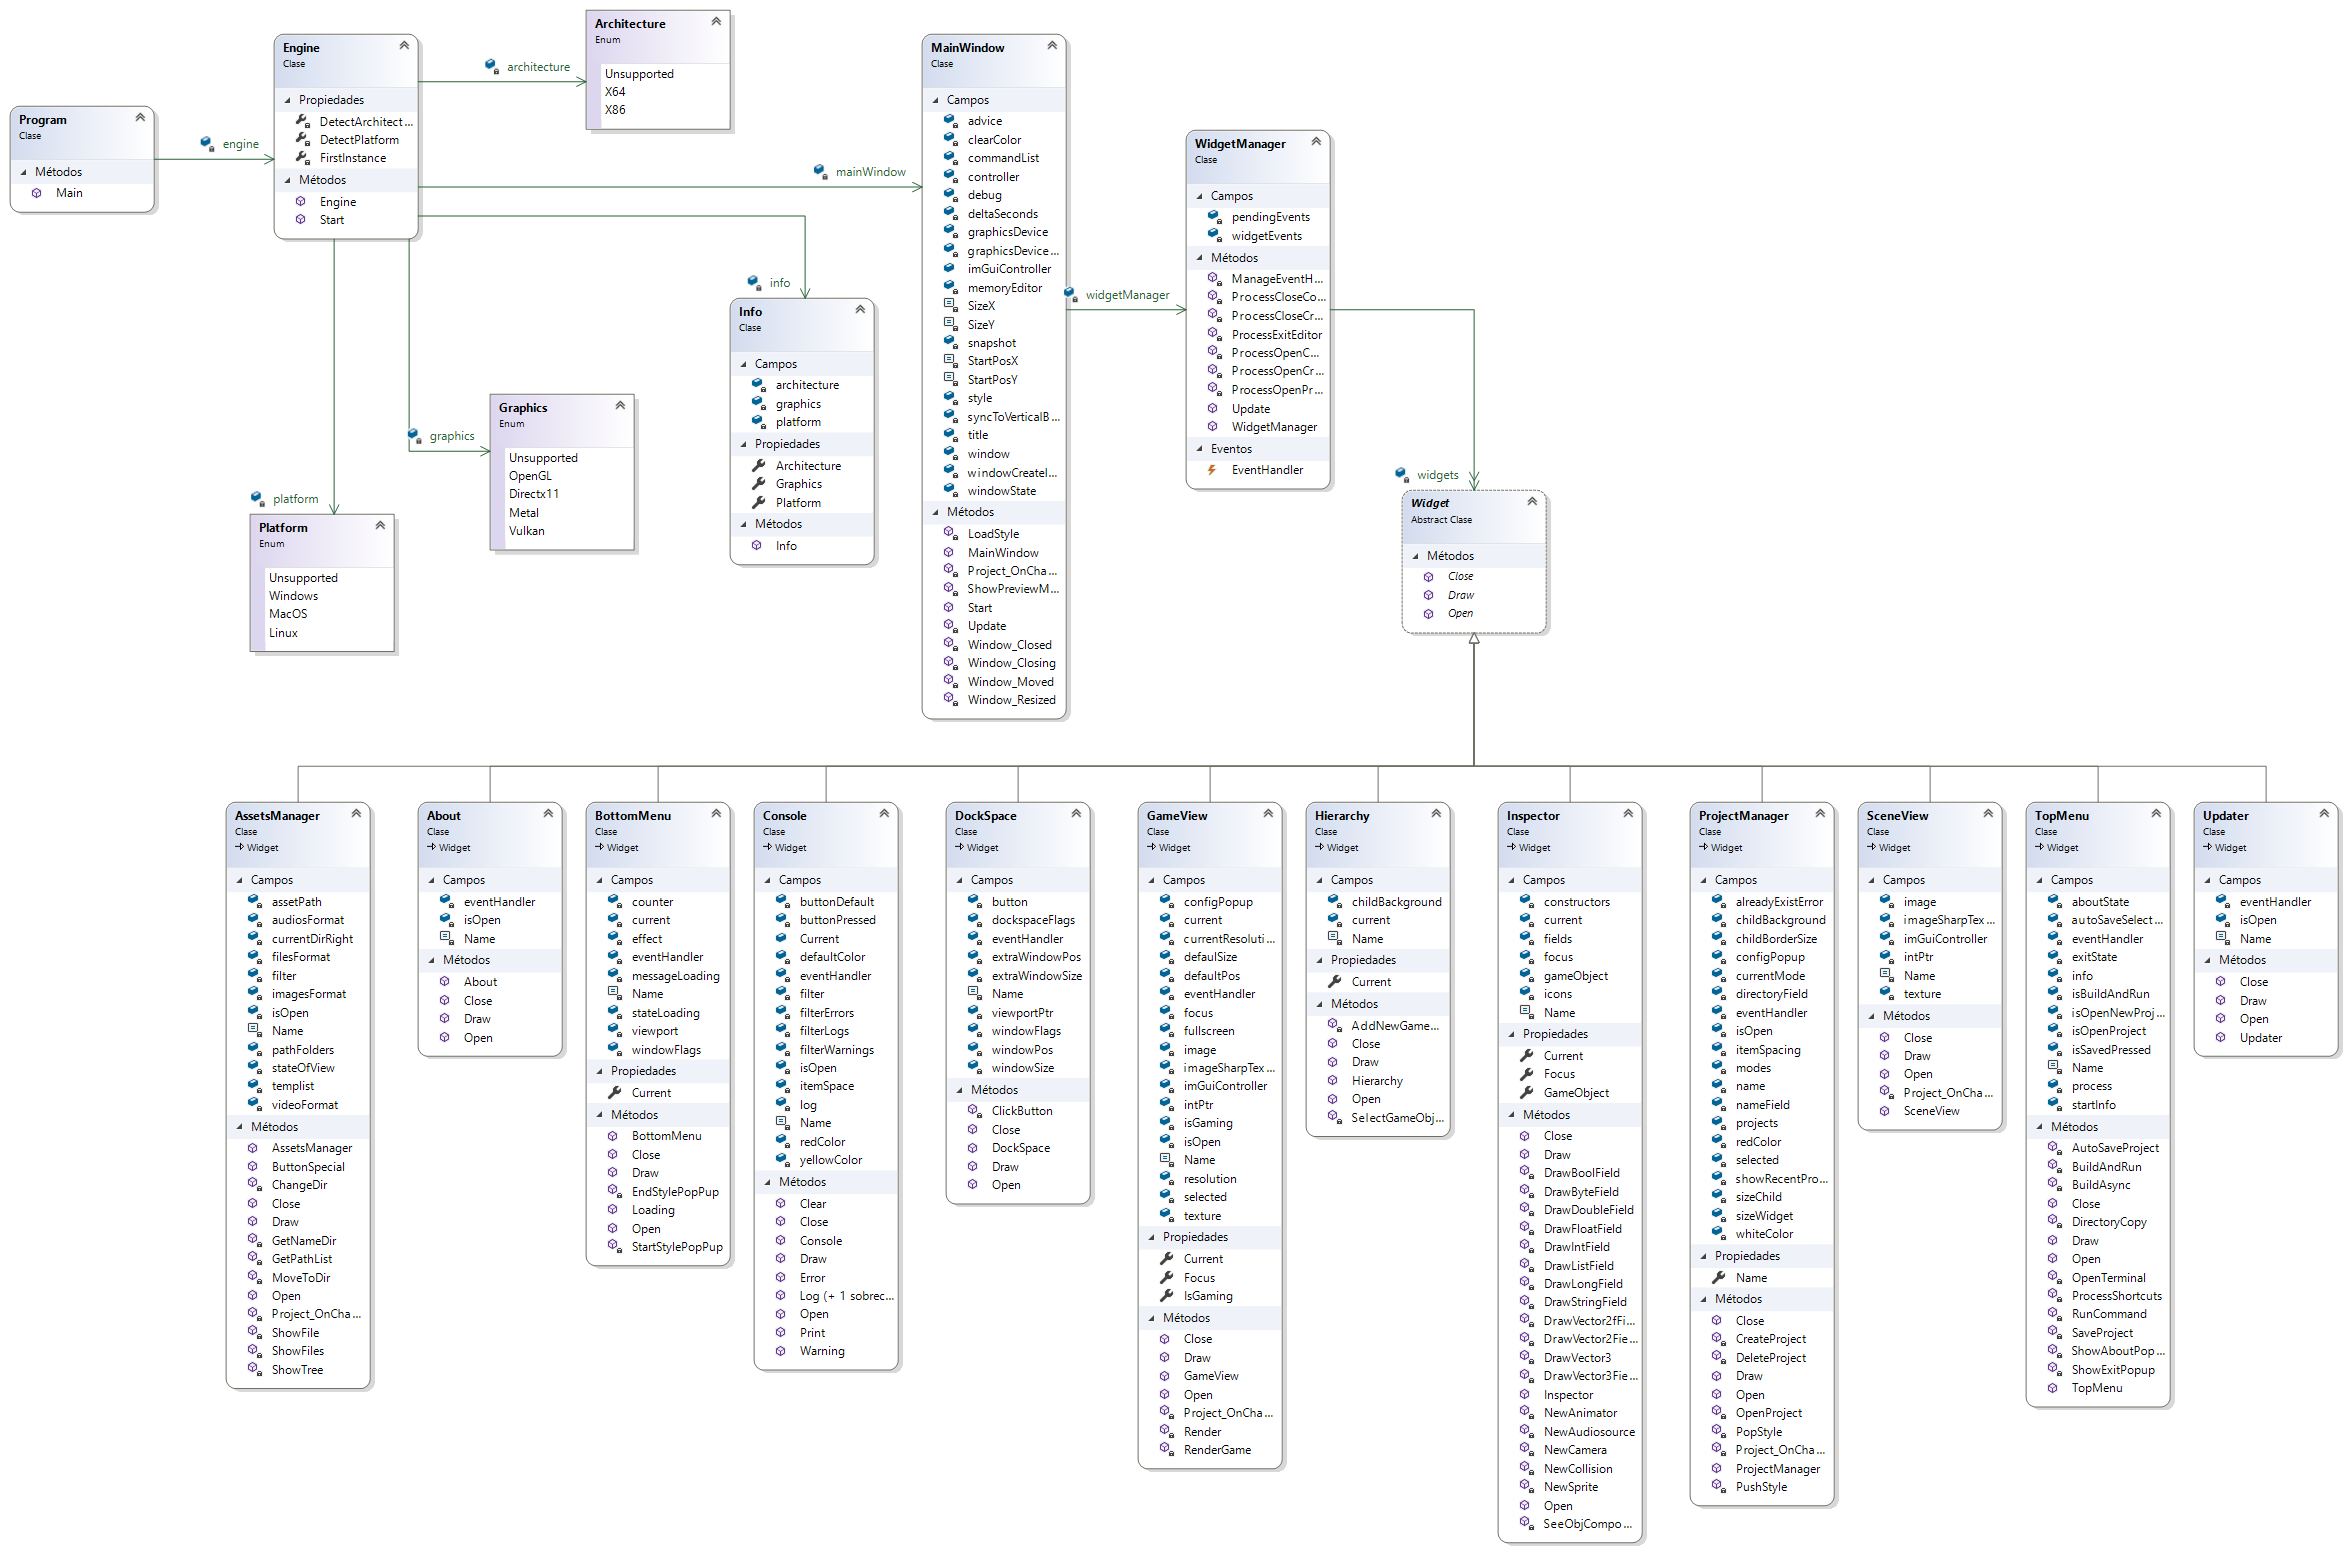 Program
Clase
Métodos
Main
engine
Engine
Clase
Propiedades
DetectArchitect...
DetectPlatform
FirstInstance
Métodos
Engine
Start
architecture
Architecture
Enum
Unsupported
X64
X86
mainWindow
info
graphics
platform
Platform
Enum
Unsupported
Windows
MacOS
Linux
Graphics
Enum
Unsupported
OpenGL
Directx11
Metal
Vulkan
Info
Clase
Campos
architecture
graphics
platform
Propiedades
Architecture
Graphics
Platform
Métodos
Info
MainWindow
Clase
Campos
advice
clearColor
commandList
controller
debug
deltaSeconds
graphicsDevice
graphicsDevice...
imGuiController
memoryEditor
SizeX
SizeY
snapshot
StartPosX
StartPosY
style
syncToVerticalB...
title
window
windowCreateI...
windowState
Métodos
LoadStyle
MainWindow
Project_OnCha...
ShowPreviewM...
Start
Update
Window_Closed
Window_Closing
Window_Moved
Window_Resized
widgetManager
WidgetManager
Clase
Campos
pendingEvents
widgetEvents
Métodos
ManageEventH...
ProcessCloseCo...
ProcessCloseCr...
ProcessExitEditor
ProcessOpenC...
ProcessOpenCr...
ProcessOpenPr...
Update
WidgetManager
Eventos
EventHandler
widgets
Widget
Abstract Clase
Métodos
Close
Draw
Open
AssetsManager
Clase
Widget
Campos
assetPath
audiosFormat
currentDirRight
filesFormat
filter
imagesFormat
isOpen
Name
pathFolders
stateOfView
templist
videoFormat
Métodos
AssetsManager
ButtonSpecial
ChangeDir
Close
Draw
GetNameDir
GetPathList
MoveToDir
Open
Project_OnCha...
ShowFile
ShowFiles
ShowTree
About
Clase
Widget
Campos
eventHandler
isOpen
Name
Métodos
About
Close
Draw
Open
BottomMenu
Clase
Widget
Campos
counter
current
effect
eventHandler
messageLoading
Name
stateLoading
viewport
windowFlags
Propiedades
Current
Métodos
BottomMenu
Close
Draw
EndStylePopPup
Loading
Open
StartStylePopPup
Console
Clase
Widget
Campos
buttonDefault
buttonPressed
Current
defaultColor
eventHandler
filter
filterErrors
filterLogs
filterWarnings
isOpen
itemSpace
log
Name
redColor
yellowColor
Métodos
Clear
Close
Console
Draw
Error
Log (+ 1 sobrec...
Open
Print
Warning
DockSpace
Clase
Widget
Campos
button
dockspaceFlags
eventHandler
extraWindowPos
extraWindowSize
Name
viewportPtr
windowFlags
windowPos
windowSize
Métodos
ClickButton
Close
DockSpace
Draw
Open
GameView
Clase
Widget
Campos
configPopup
current
currentResoluti...
defaulSize
defaultPos
eventHandler
focus
fullscreen
image
imageSharpTex...
imGuiController
intPtr
isGaming
isOpen
Name
resolution
selected
texture
Propiedades
Current
Focus
IsGaming
Métodos
Close
Draw
GameView
Open
Project_OnCha...
Render
RenderGame
Hierarchy
Clase
Widget
Campos
childBackground
current
Name
Propiedades
Current
Métodos
AddNewGame...
Close
Draw
Hierarchy
Open
SelectGameObj...
Inspector
Clase
Widget
Campos
constructors
current
fields
focus
gameObject
icons
Name
Propiedades
Current
Focus
GameObject
Métodos
Close
Draw
DrawBoolField
DrawByteField
DrawDoubleField
DrawFloatField
DrawIntField
DrawListField
DrawLongField
DrawStringField
DrawVector2fFi...
DrawVector2Fie...
DrawVector3
DrawVector3Fie...
Inspector
NewAnimator
NewAudiosource
NewCamera
NewCollision
NewSprite
Open
SeeObjCompo...
ProjectManager
Clase
Widget
Campos
alreadyExistError
childBackground
childBorderSize
configPopup
currentMode
directoryField
eventHandler
isOpen
itemSpacing
modes
name
nameField
projects
redColor
selected
showRecentPro...
sizeChild
sizeWidget
whiteColor
Propiedades
Name
Métodos
Close
CreateProject
DeleteProject
Draw
Open
OpenProject
PopStyle
Project_OnCha...
ProjectManager
PushStyle
SceneView
Clase
Widget
Campos
image
imageSharpTex...
imGuiController
intPtr
Name
texture
Métodos
Close
Draw
Open
Project_OnCha...
SceneView
TopMenu
Clase
Widget
Campos
aboutState
autoSaveSelect...
eventHandler
exitState
info
isBuildAndRun
isOpenNewProj...
isOpenProject
isSavedPressed
Name
process
startInfo
Métodos
AutoSaveProject
BuildAndRun
BuildAsync
Close
DirectoryCopy
Draw
Open
OpenTerminal
ProcessShortcuts
RunCommand
SaveProject
ShowAboutPop...
ShowExitPopup
TopMenu
Updater
Clase
Widget
Campos
eventHandler
isOpen
Name
Métodos
Close
Draw
Open
Updater